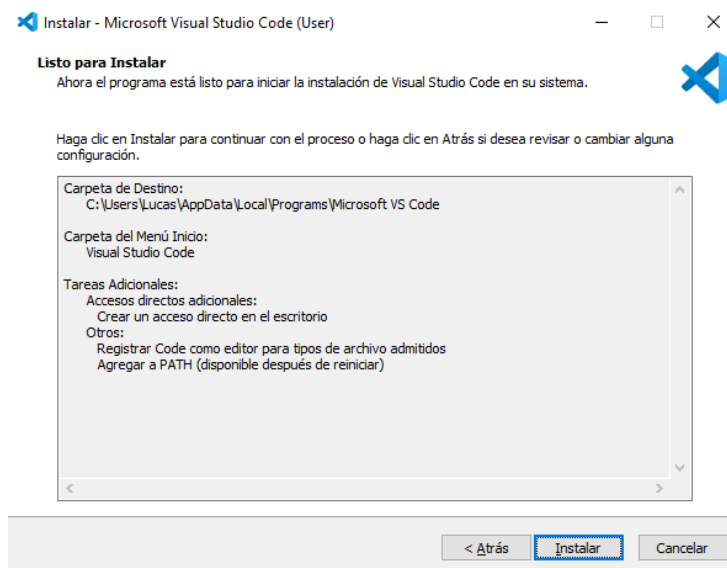 Instalar - Microsoft Visual Studio Code (User)
Listo para Instalar
Ahora el programa está listo para iniciar la instalación de Visual Studio Code en su sistema.
Haga clic en Instalar para continuar con el proceso o haga clic en Atrás si desea revisar o cambiar alguna
configuración.
Carpeta de Destino:
C:\Users\Lucas\AppData\Local\Programs\Microsoft VS Code
Carpeta del Menú Inicio:
Visual Studio Code
Tareas Adicionales:
Accesos directos adicionales:
Crear un acceso directo en el escritorio
Otros:
Registrar Code como editor para tipos de archivo admitidos
Agregar a PATH (disponible después de reiniciar)
< Atrás Instalar Cancelar